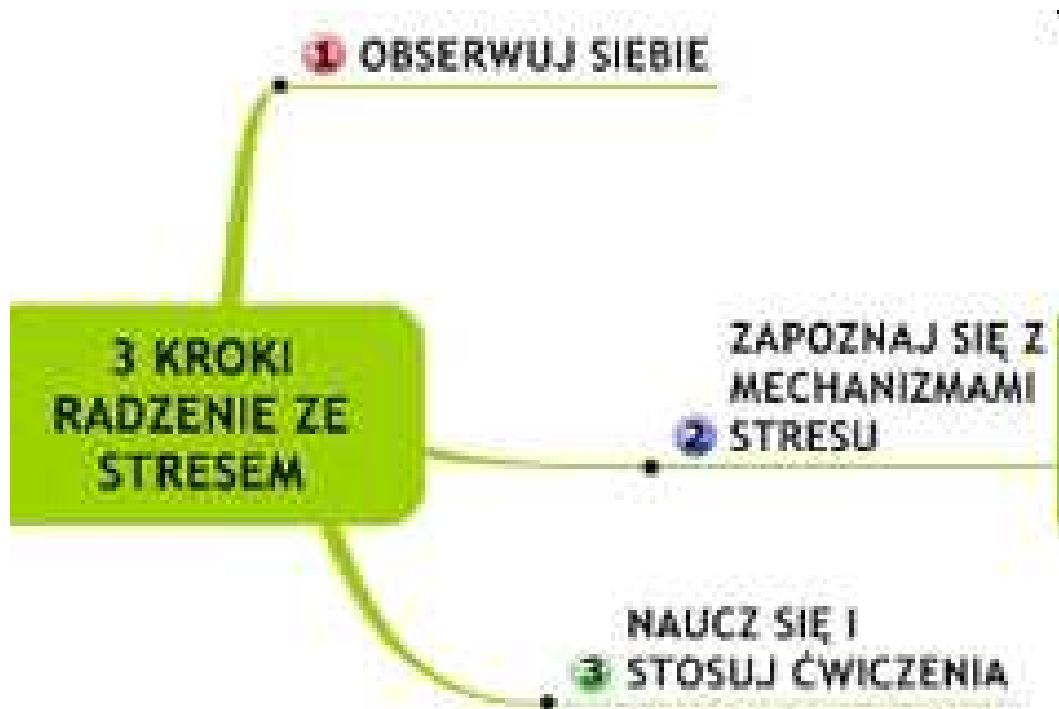 1 OBSERWUJ SIEBIE
3 KROKI
RADZENIE ZE
STRESEM
ZAPOZNAJ SIĘ Z
MECHANIZMAMI
2 STRESU
NAUCZ SIĘ I
3 STOSUJ ĆWICZENIA